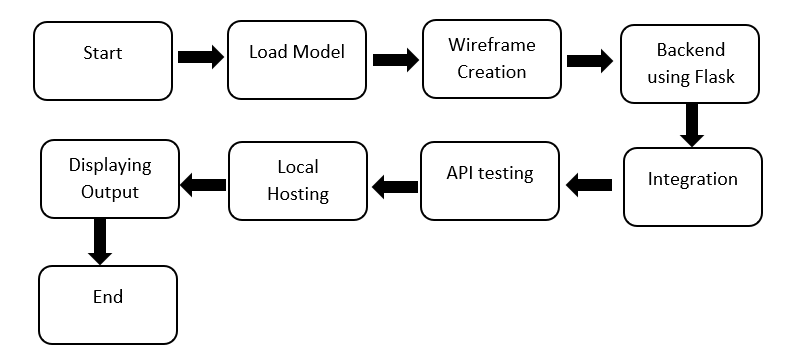 Start
Load Model
Wireframe
Creation
Backend
using Flask
Integration
API testing
Local
Hosting
Displaying
Output
End